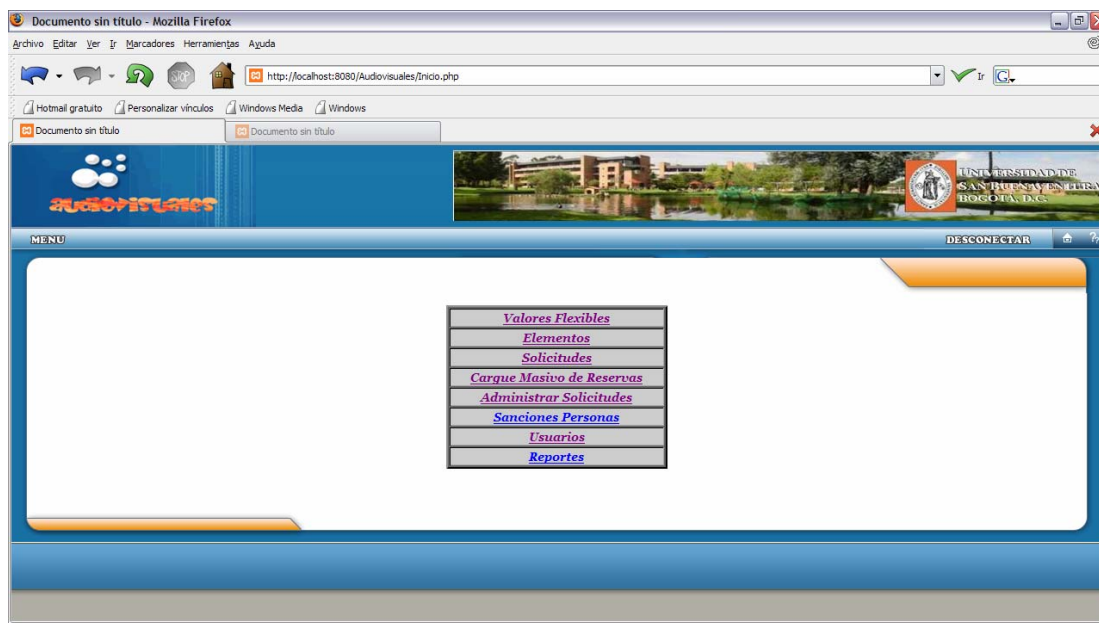 Documento sin título - Mozilla Firefox
Archivo Editar Ver Ir Marcadores Herramientas Ayuda
STOP
http://localhost:8080/Audiovisuales/Inicio.php
Ir
G
Hotmail gratuito Personalizar vínculos Windows Media Windows
Documento sin título Documento sin título
audiovisuales
UNIVERSIDAD DE
SAN BUENAVENTURA
BOGOTA, D.C.
MENU DESCONECTAR ?
Valores Flexibles
Elementos
Solicitudes
Cargue Masivo de Reservas
Administrar Solicitudes
Sanciones Personas
Usuarios
Reportes